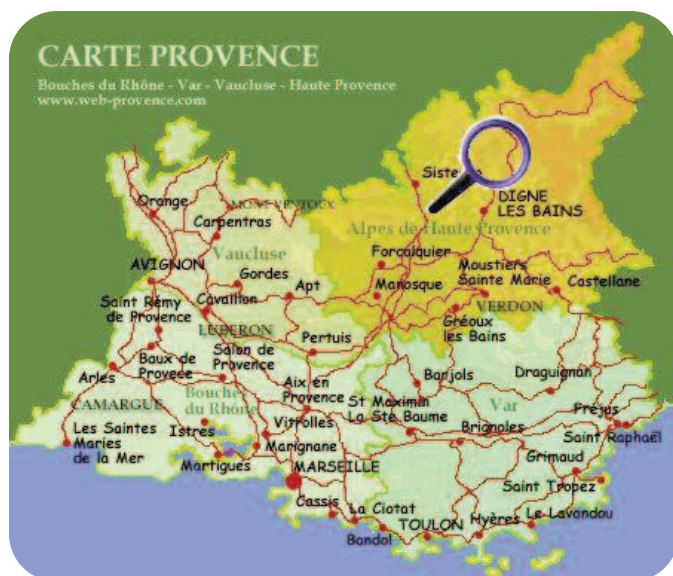 CARTE PROVENCE
Bouches du Rhône - Var - Vaucluse - Haute Provence
www.web-provence.com
DIGNE
LES BAINS
Orange
MONT VENTOUX
Carpentras
Alpes de Haute Provence
Vaucluse
Forcalquier
AVIGNON
Gordes
Apt
Manosque
Moustiers
Sainte Marie
Castellane
Saint Rémy
de Provence
Cavaillon
VERDON
LUBERON
Pertuis
Gréoux
les Bains
Baux de
Provece
Salon de
Provence
Arles
Aix en
Provence
Barjols
Draguignan
CAMARGUE
Bouches
du Rhône
St Maximin
La Ste Baume
Var
Fréjus
Les Saintes
Maries
de la Mer
Istres
Vitrolles
Brignoles
Saint Raphaël
Martigues
Marignane
MARSEILLE
Grimaud
Saint Tropez
Cassis
La Ciotat
Bandol
TOULON
Hyères
Le Lavandou